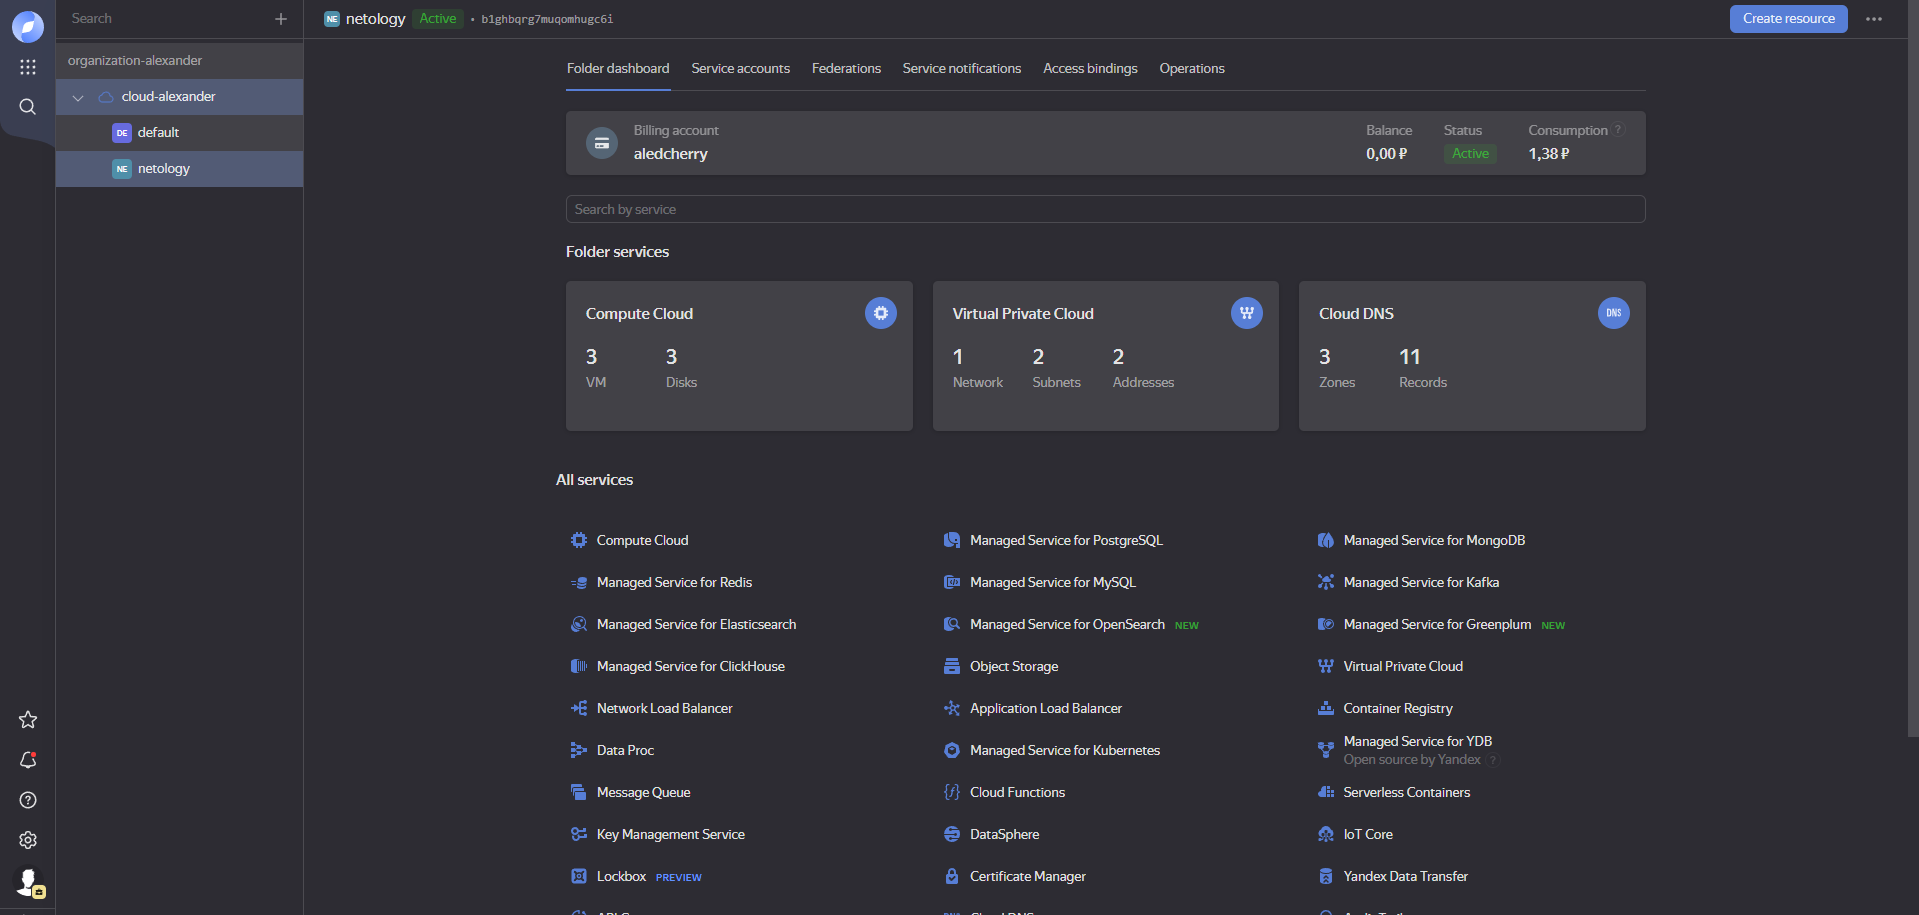 Search
organization-alexander
cloud-alexander
DE default
NE netology
NE netology Active • b1ghbqrg7muqomhugc6i
Create resource
Folder dashboard Service accounts Federations Service notifications Access bindings Operations
Billing account
aledcherry
Balance
0,00 ₽
Status
Active
Consumption ?
1,38 ₽
Search by service
Folder services
Compute Cloud
3 3
VM Disks
Virtual Private Cloud
1 2 2
Network Subnets Addresses
Cloud DNS
DNS
3 11
Zones Records
All services
Compute Cloud
Managed Service for PostgreSQL
Managed Service for MongoDB
Managed Service for Redis
Managed Service for MySQL
Managed Service for Kafka
Managed Service for Elasticsearch
Managed Service for OpenSearch NEW
Managed Service for Greenplum NEW
Managed Service for ClickHouse
Object Storage
Virtual Private Cloud
Network Load Balancer
Application Load Balancer
Container Registry
Data Proc
Managed Service for Kubernetes
Managed Service for YDB
Open source by Yandex ?
Message Queue
Cloud Functions
Serverless Containers
Key Management Service
DataSphere
IoT Core
Lockbox PREVIEW
Certificate Manager
Yandex Data Transfer
Cloud DNS